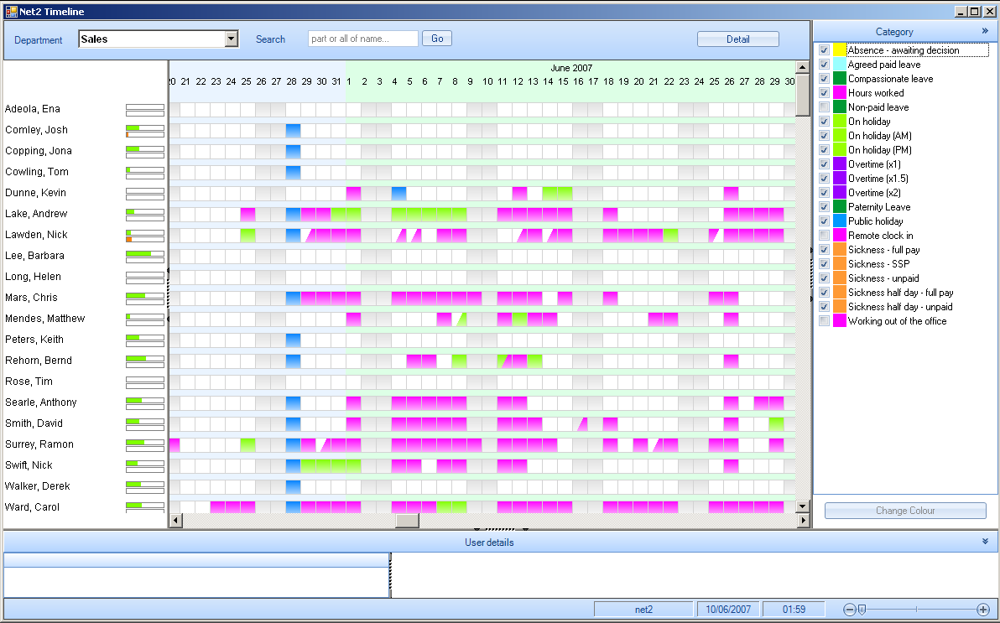 Net2 Timeline
Department Sales Search part or all of name... Go Detail
Category
June 2007
20 21 22 23 24 25 26 27 28 29 30 31 1 2 3 4 5 6 7 8 9 10 11 12 13 14 15 16 17 18 19 20 21 22 23 24 25 26 27 28 29 30
Adeola, Ena
Comley, Josh
Copping, Jona
Cowling, Tom
Dunne, Kevin
Lake, Andrew
Lawden, Nick
Lee, Barbara
Long, Helen
Mars, Chris
Mendes, Matthew
Peters, Keith
Rehorn, Bernd
Rose, Tim
Searle, Anthony
Smith, David
Surrey, Ramon
Swift, Nick
Walker, Derek
Ward, Carol
Absence - awaiting decision
Agreed paid leave
Compassionate leave
Hours worked
Non-paid leave
On holiday
On holiday (AM)
On holiday (PM)
Overtime (x1)
Overtime (x1.5)
Overtime (x2)
Paternity Leave
Public holiday
Remote clock in
Sickness - full pay
Sickness - SSP
Sickness - unpaid
Sickness half day - full pay
Sickness half day - unpaid
Working out of the office
Change Colour
User details
net2 10/06/2007 01:59